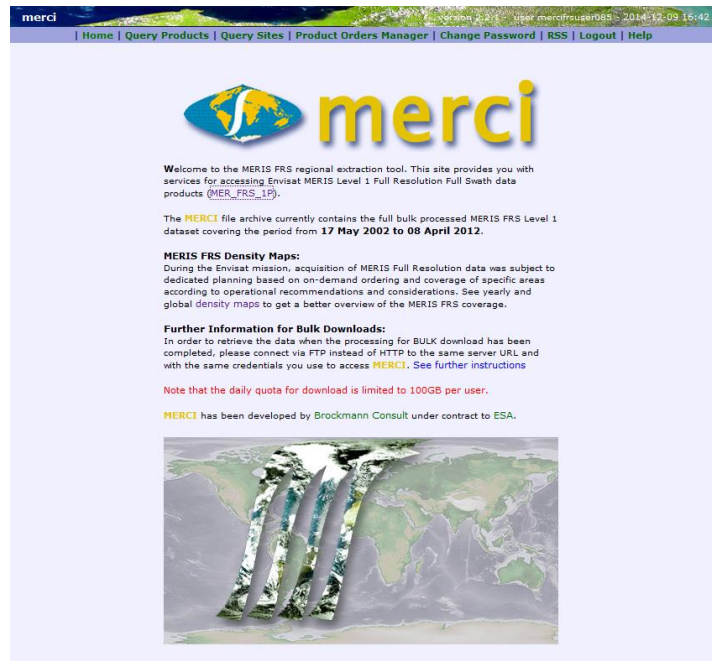 merci
version 2.2.1 - user mercifrsuser085 - 2014-12-09 16:42
| Home | Query Products | Query Sites | Product Orders Manager | Change Password | RSS | Logout | Help
merci
Welcome to the MERIS FRS regional extraction tool. This site provides you with
services for accessing Envisat MERIS Level 1 Full Resolution Full Swath data
products (MER_FRS_1P).
The MERCI file archive currently contains the full bulk processed MERIS FRS Level 1
dataset covering the period from 17 May 2002 to 08 April 2012.
MERIS FRS Density Maps:
During the Envisat mission, acquisition of MERIS Full Resolution data was subject to
dedicated planning based on on-demand ordering and coverage of specific areas
according to operational recommendations and considerations. See yearly and
global density maps to get a better overview of the MERIS FRS coverage.
Further Information for Bulk Downloads:
In order to retrieve the data when the processing for BULK download has been
completed, please connect via FTP instead of HTTP to the same server URL and
with the same credentials you use to access MERCI. See further instructions
Note that the daily quota for download is limited to 100GB per user.
MERCI has been developed by Brockmann Consult under contract to ESA.